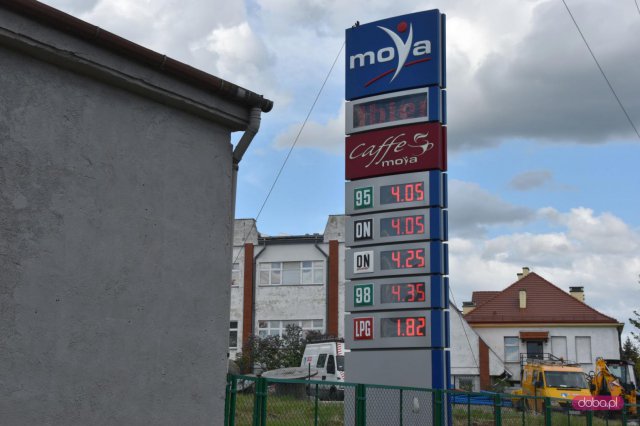 moya
caffe
moya
95 4.05
ON 4.05
ON 4.25
98 4.35
LPG 1.82
doba.pl